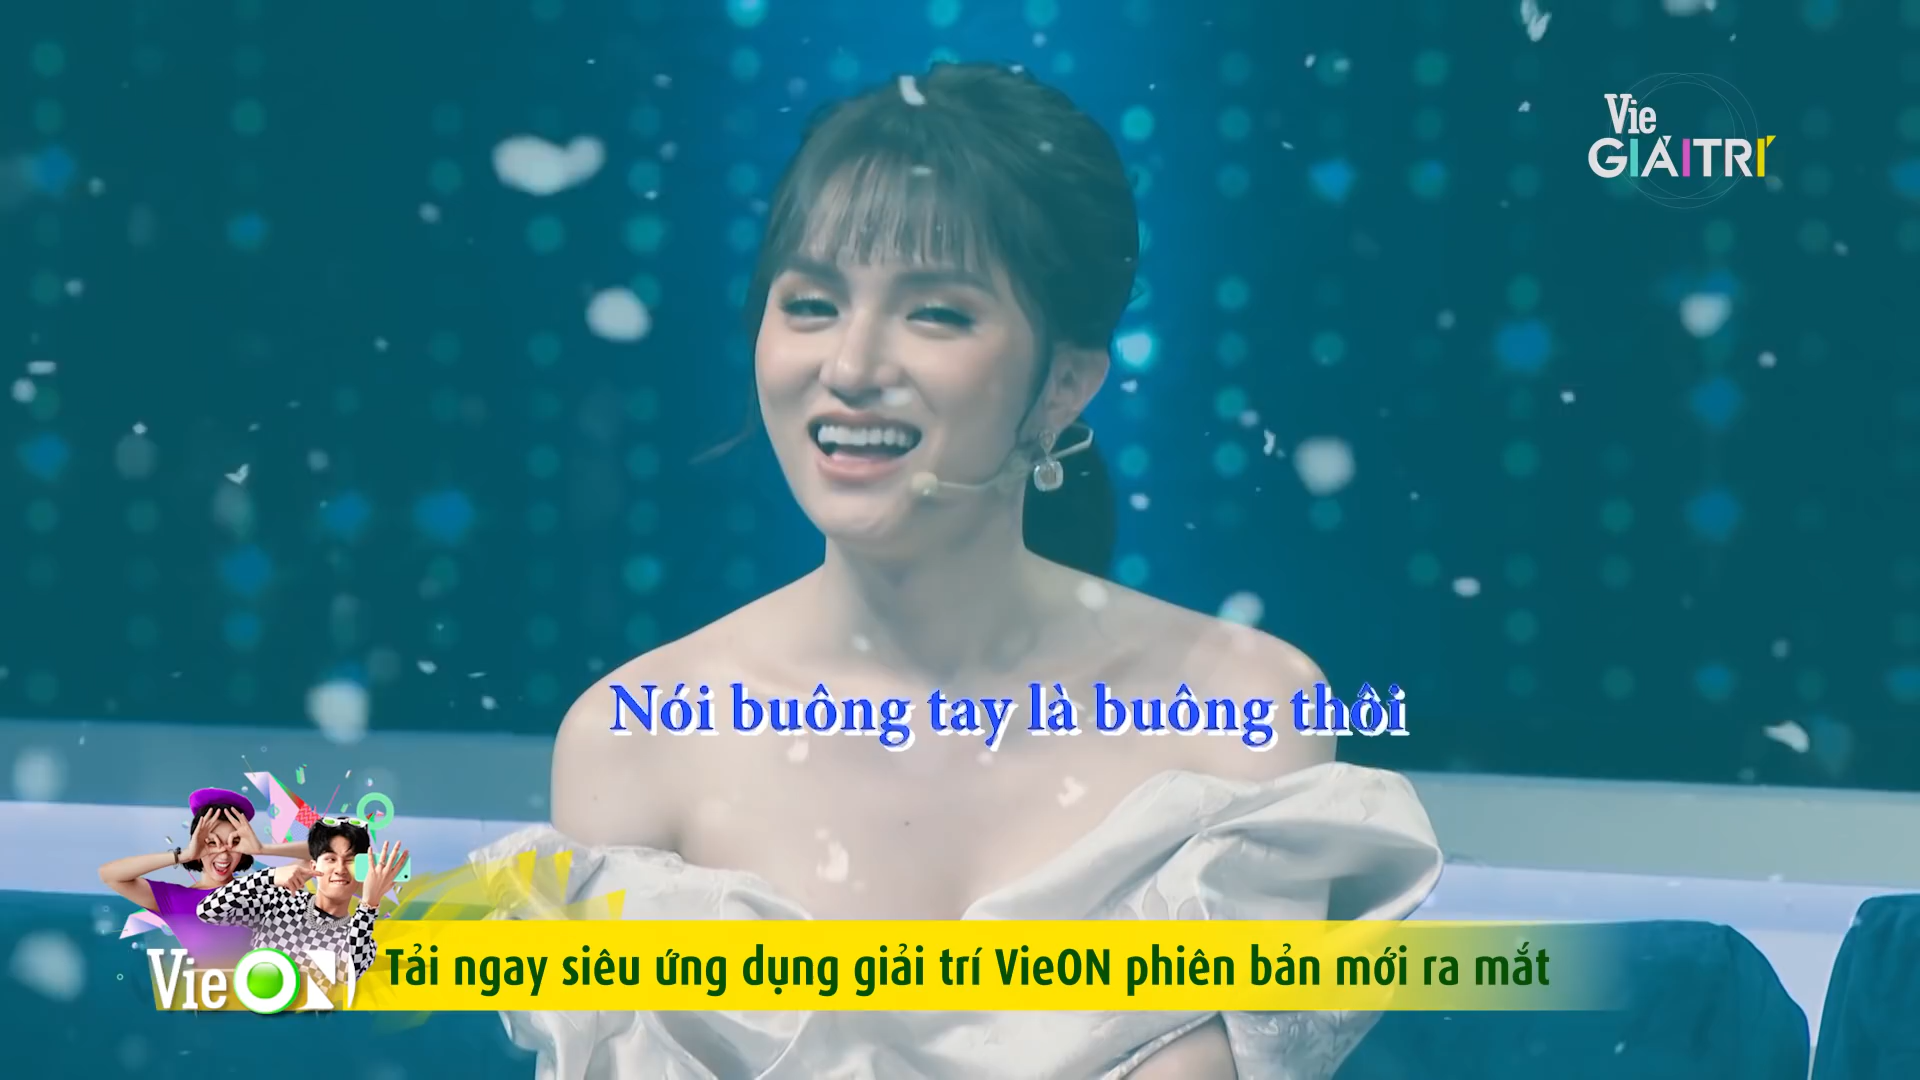 Vie
GIẢI TRÍ
Nói buông tay là buông thôi
VieON
Tải ngay siêu ứng dụng giải trí VieON phiên bản mới ra mắt